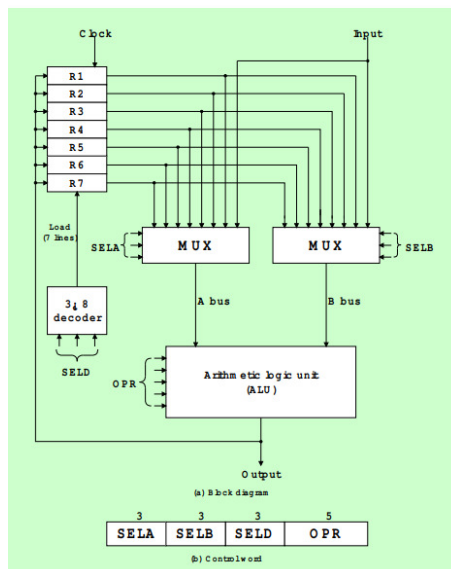 Clock
Input
R1
R2
R3
R4
R5
R6
R7
Load
(7 lines)
SELA
MUX
MUX
SELB
A bus
B bus
3 8
decoder
SELD
OPR
Arithmetic logic unit
(ALU)
Output
(a) Block diagram
3 3 3 5
SELA SELB SELD OPR
(b) Control word